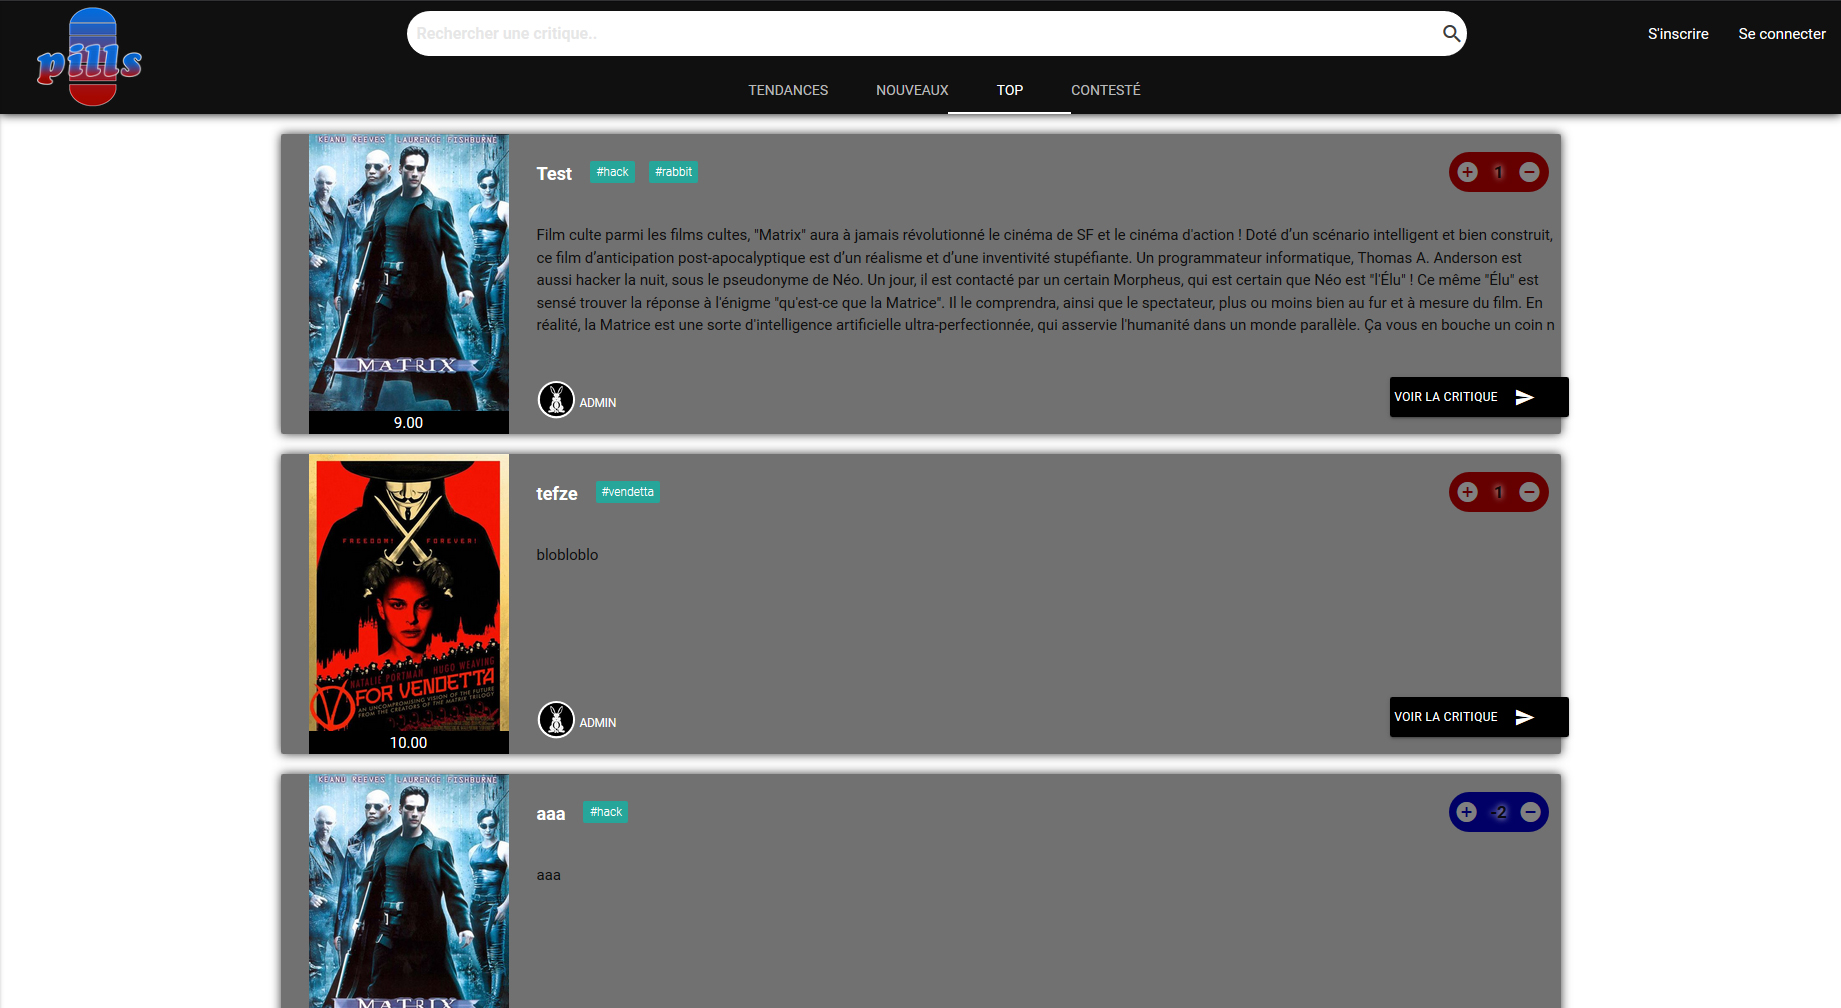 pills
Rechercher une critique..
S'inscrire
Se connecter
TENDANCES
NOUVEAUX
TOP
CONTESTÉ
KEANU REEVES LAURENCE FISHBURNE
MATRIX
9.00
Test
#hack
#rabbit
1
Film culte parmi les films cultes, "Matrix" aura à jamais révolutionné le cinéma de SF et le cinéma d'action ! Doté d’un scénario intelligent et bien construit,
ce film d’anticipation post-apocalyptique est d’un réalisme et d’une inventivité stupéfiante. Un programmateur informatique, Thomas A. Anderson est
aussi hacker la nuit, sous le pseudonyme de Néo. Un jour, il est contacté par un certain Morpheus, qui est certain que Néo est "l'Élu" ! Ce même "Élu" est
sensé trouver la réponse à l'énigme "qu'est-ce que la Matrice". Il le comprendra, ainsi que le spectateur, plus ou moins bien au fur et à mesure du film. En
réalité, la Matrice est une sorte d'intelligence artificielle ultra-perfectionnée, qui asservie l'humanité dans un monde parallèle. Ça vous en bouche un coin n
ADMIN
VOIR LA CRITIQUE
FREEDOM! FOREVER!
NATALIE PORTMAN HUGO WEAVING
V FOR VENDETTA
AN UNCOMPROMISING VISION OF THE FUTURE
FROM THE CREATORS OF THE MATRIX TRILOGY
10.00
tefze
#vendetta
1
blobloblo
ADMIN
VOIR LA CRITIQUE
KEANU REEVES LAURENCE FISHBURNE
MATRIX
aaa
#hack
-2
aaa